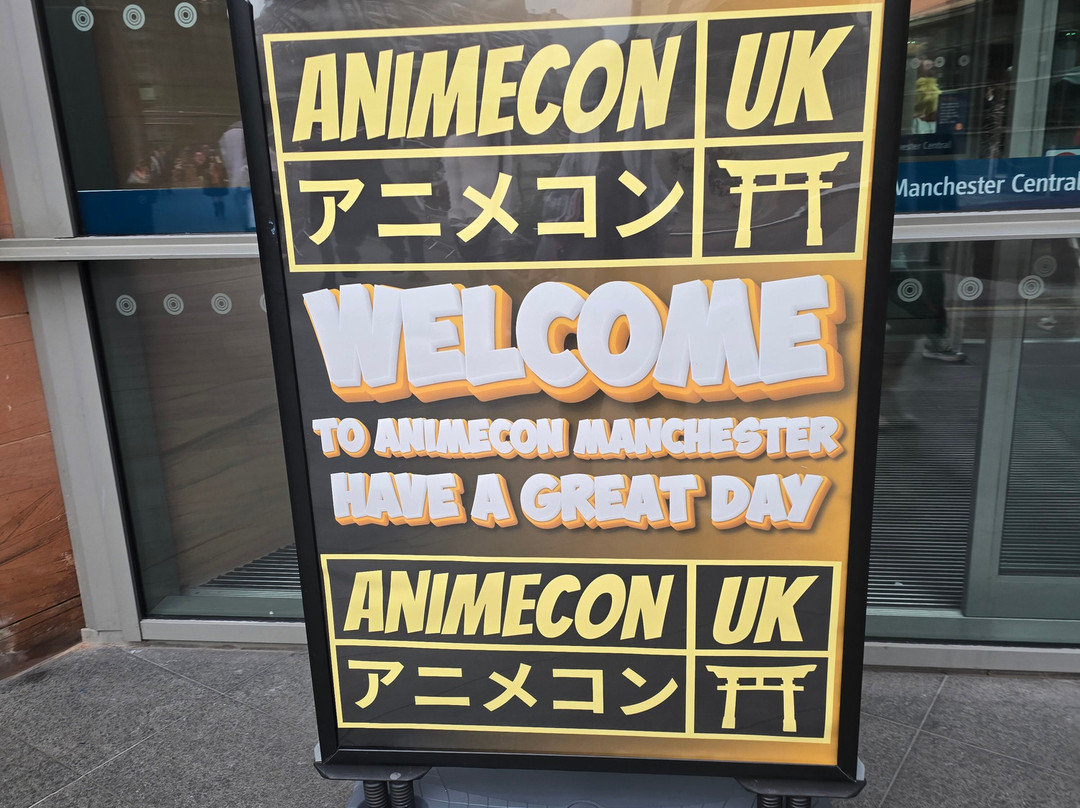 ANIMECON UK
アニメコン
WELCOME
TO ANIMECON MANCHESTER
HAVE A GREAT DAY
ANIMECON UK
アニメコン
Manchester Central